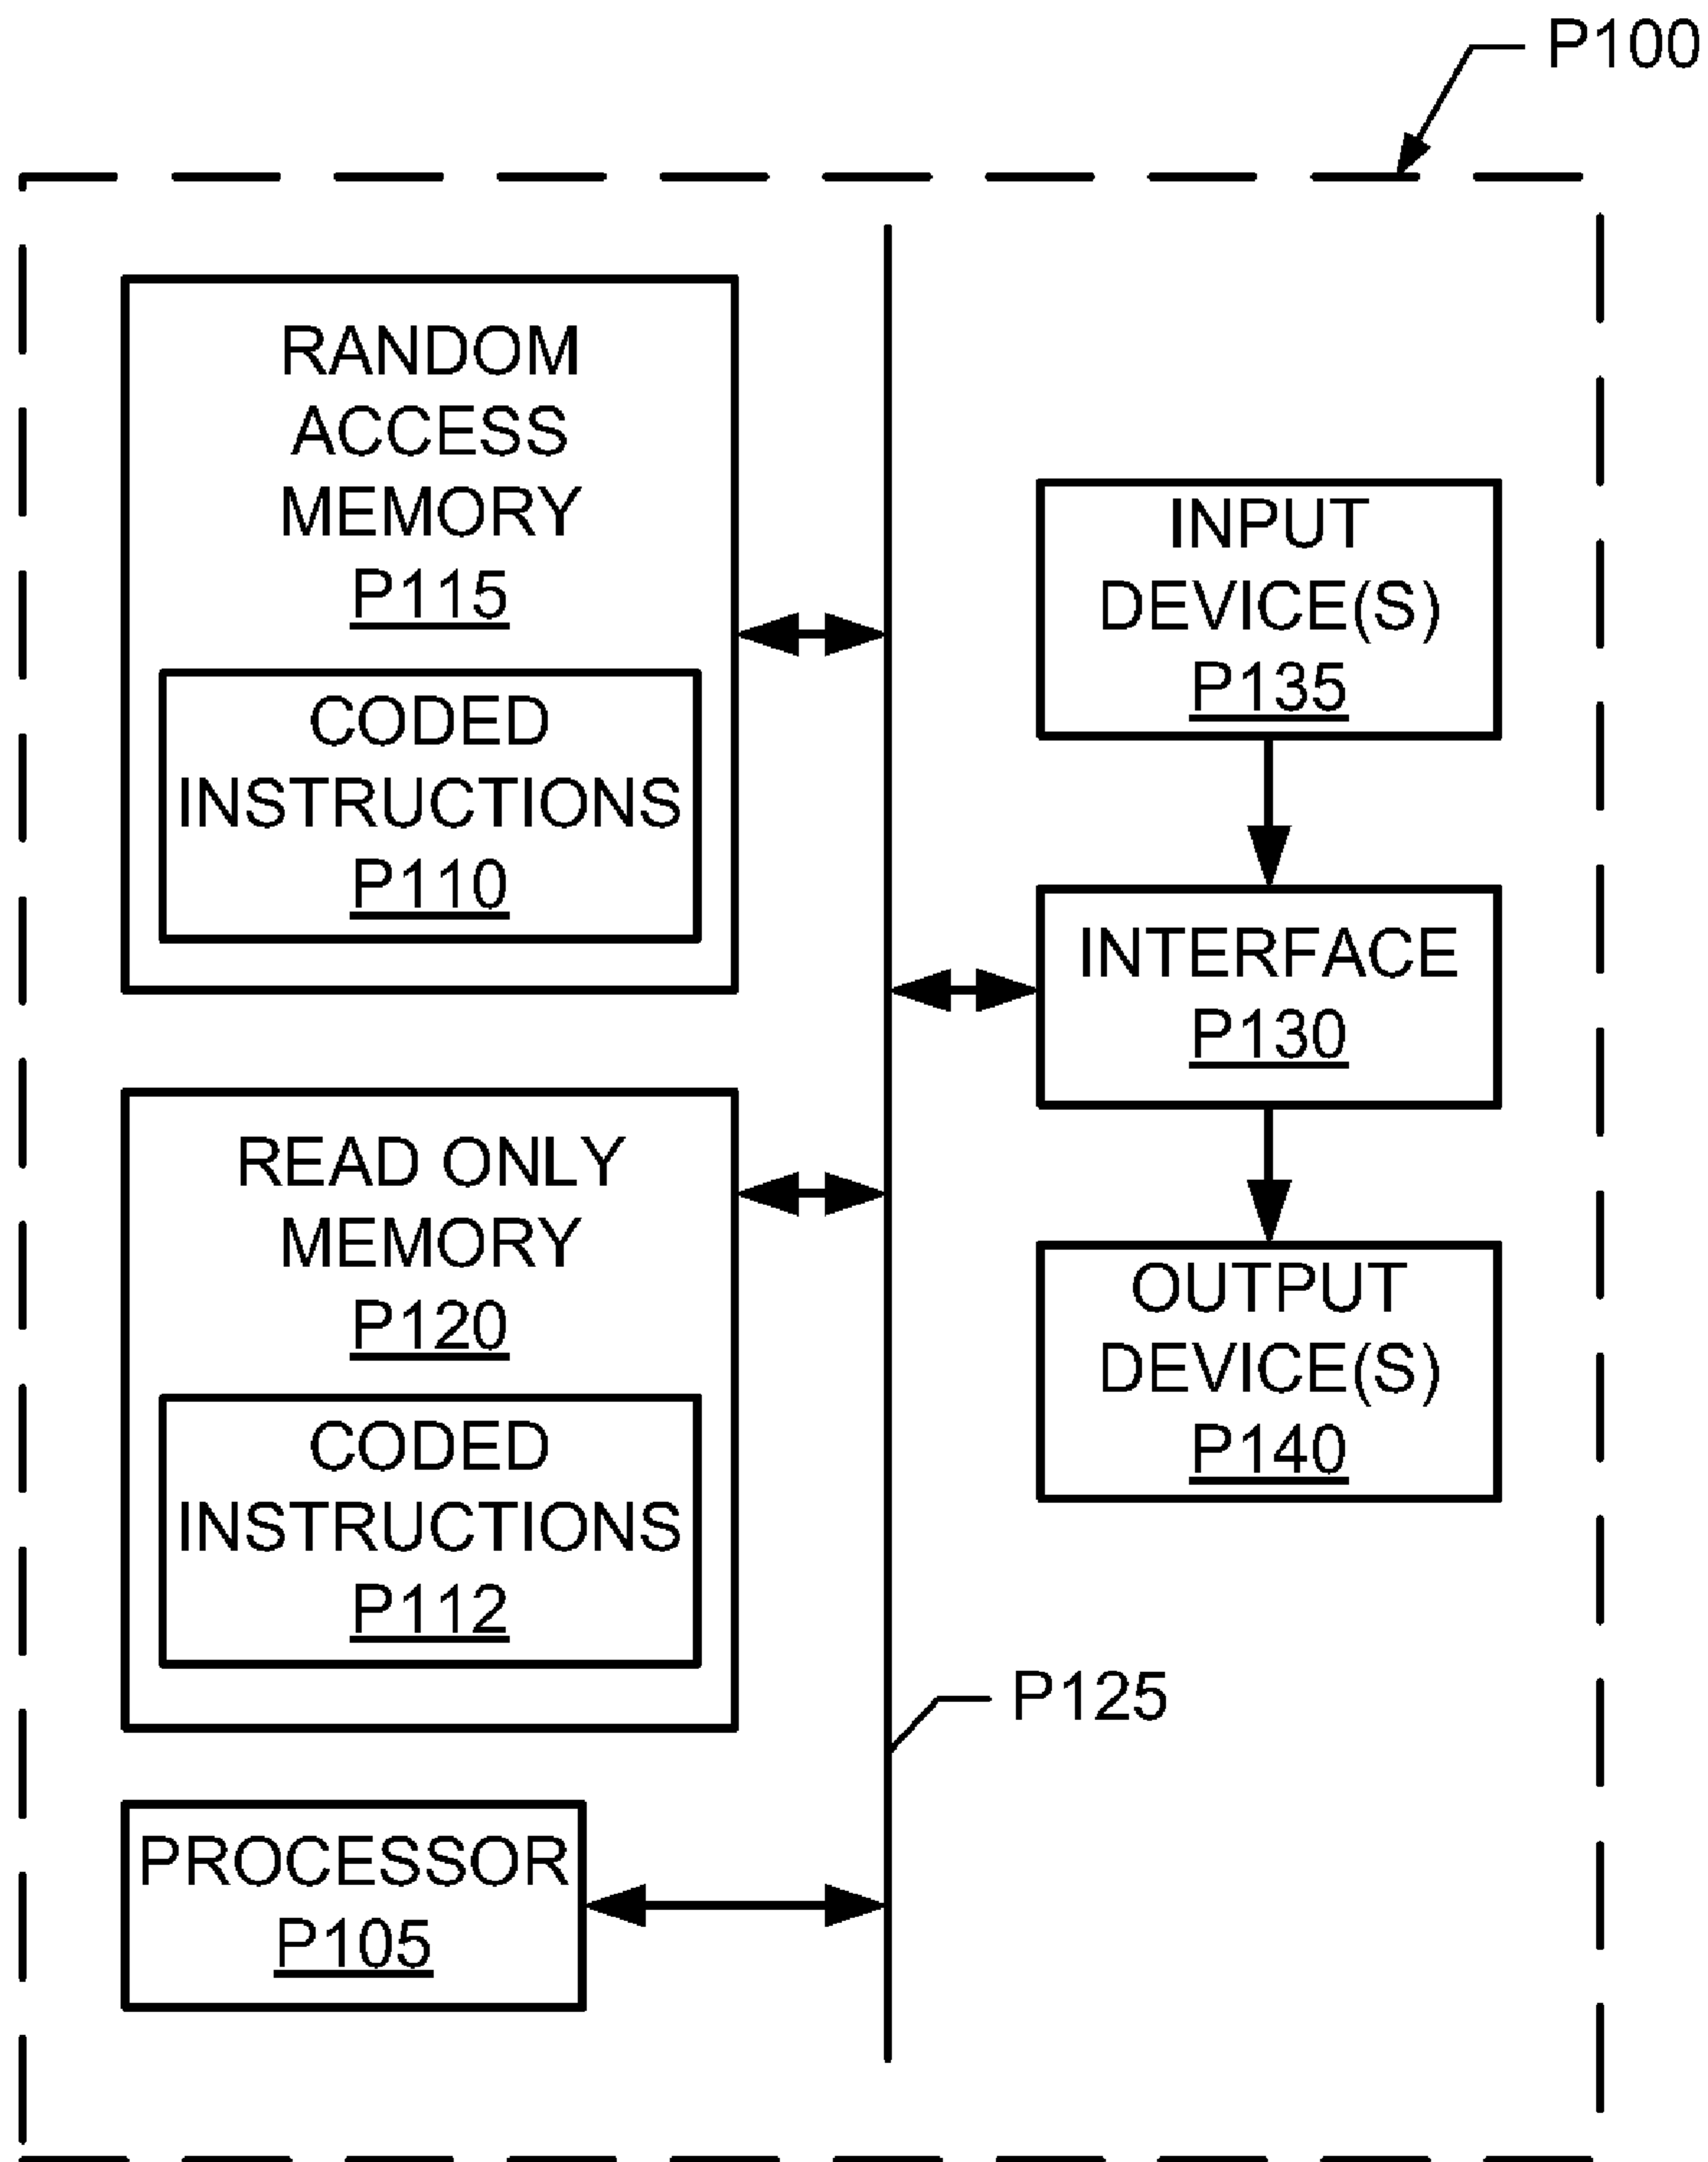 P100
RANDOM
ACCESS
MEMORY
P115
CODED
INSTRUCTIONS
P110
READ ONLY
MEMORY
P120
CODED
INSTRUCTIONS
P112
PROCESSOR
P105
INPUT
DEVICE(S)
P135
INTERFACE
P130
OUTPUT
DEVICE(S)
P140
P125